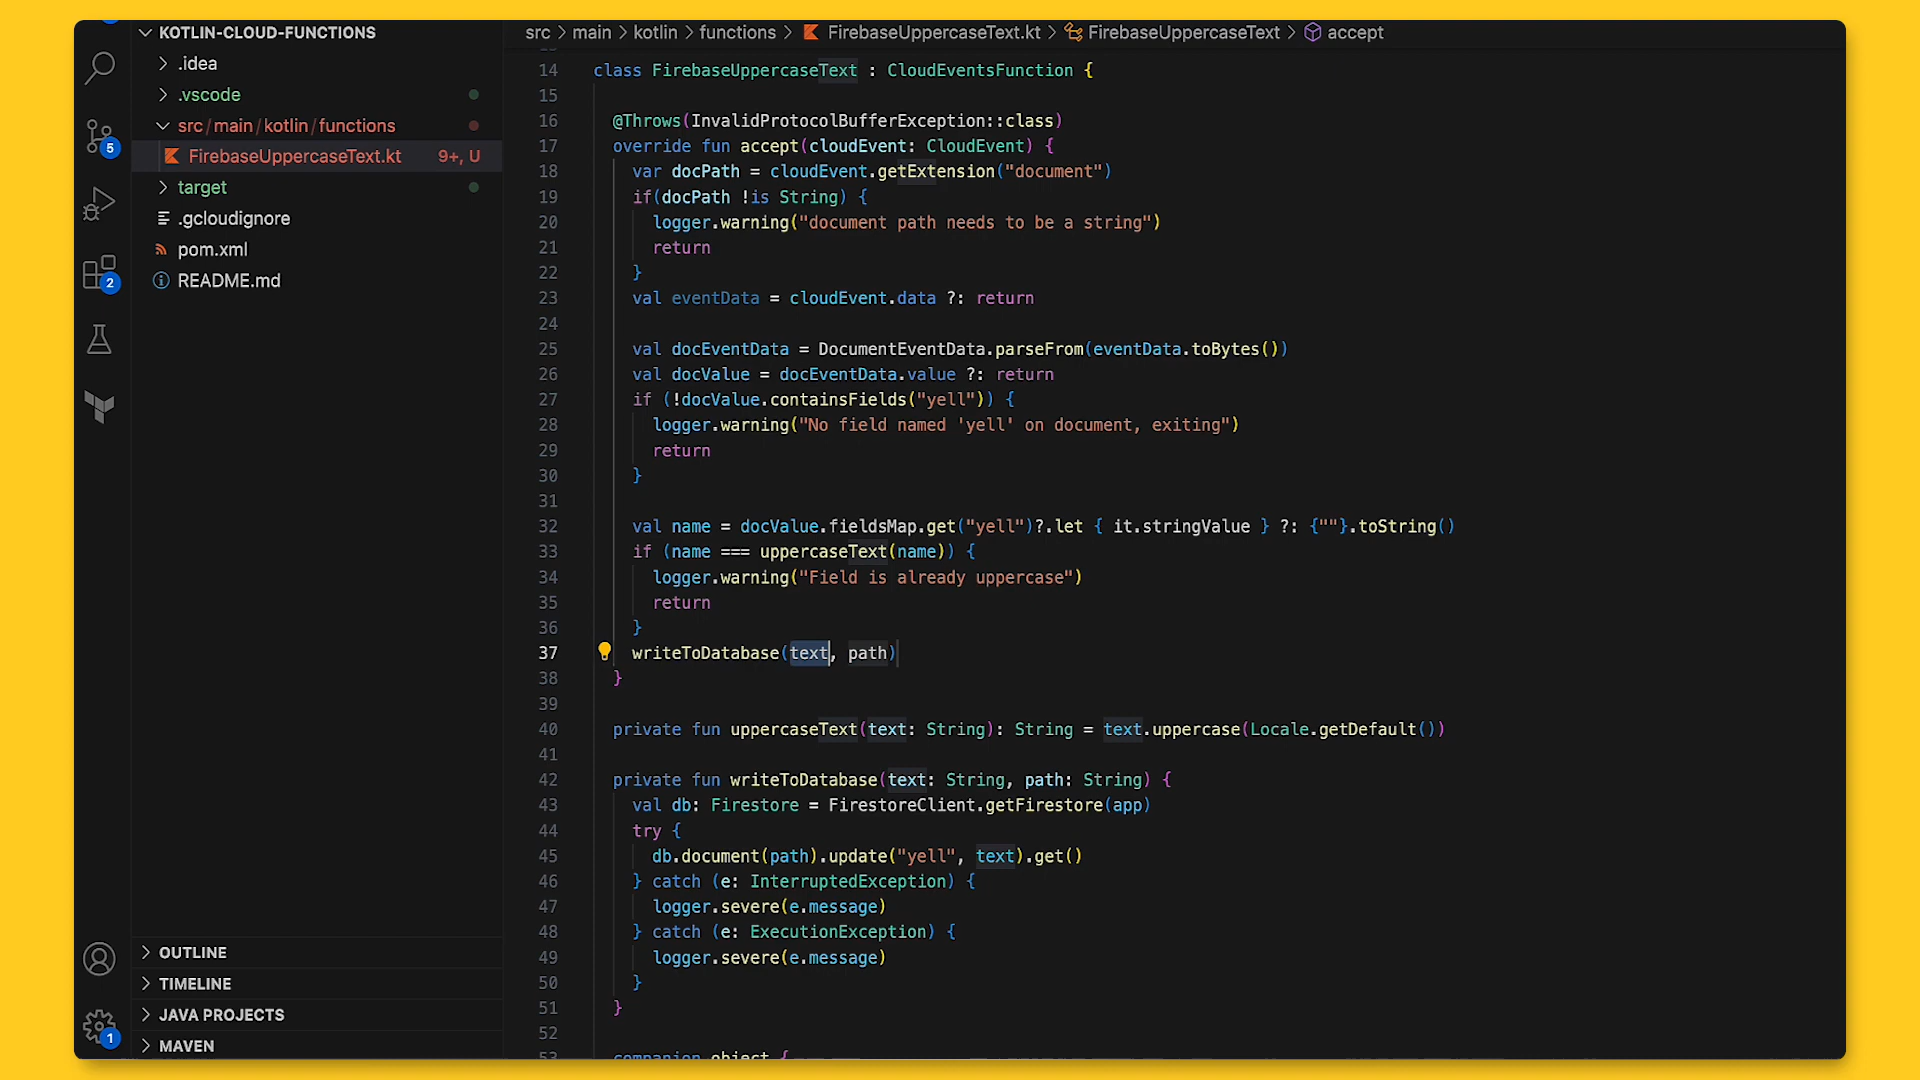 KOTLIN-CLOUD-FUNCTIONS
.idea
.vscode
src/main/kotlin/functions
FirebaseUppercaseText.kt 9+, U
target
.gcloudignore
pom.xml
README.md
5
2
1
OUTLINE
TIMELINE
JAVA PROJECTS
MAVEN
src > main > kotlin > functions > FirebaseUppercaseText.kt > FirebaseUppercaseText > accept
14 class FirebaseUppercaseText : CloudEventsFunction {
15
16 @Throws(InvalidProtocolBufferException::class)
17 override fun accept(cloudEvent: CloudEvent) {
18 var docPath = cloudEvent.getExtension("document")
19 if(docPath !is String) {
20 logger.warning("document path needs to be a string")
21 return
22 }
23 val eventData = cloudEvent.data ?: return
24
25 val docEventData = DocumentEventData.parseFrom(eventData.toBytes())
26 val docValue = docEventData.value ?: return
27 if (!docValue.containsFields("yell")) {
28 logger.warning("No field named 'yell' on document, exiting")
29 return
30 }
31
32 val name = docValue.fieldsMap.get("yell")?.let { it.stringValue } ?: {""}.toString()
33 if (name === uppercaseText(name)) {
34 logger.warning("Field is already uppercase")
35 return
36 }
37 writeToDatabase(text, path)
38 }
39
40 private fun uppercaseText(text: String): String = text.uppercase(Locale.getDefault())
41
42 private fun writeToDatabase(text: String, path: String) {
43 val db: Firestore = FirestoreClient.getFirestore(app)
44 try {
45 db.document(path).update("yell", text).get()
46 } catch (e: InterruptedException) {
47 logger.severe(e.message)
48 } catch (e: ExecutionException) {
49 logger.severe(e.message)
50 }
51 }
52
53 companion object {